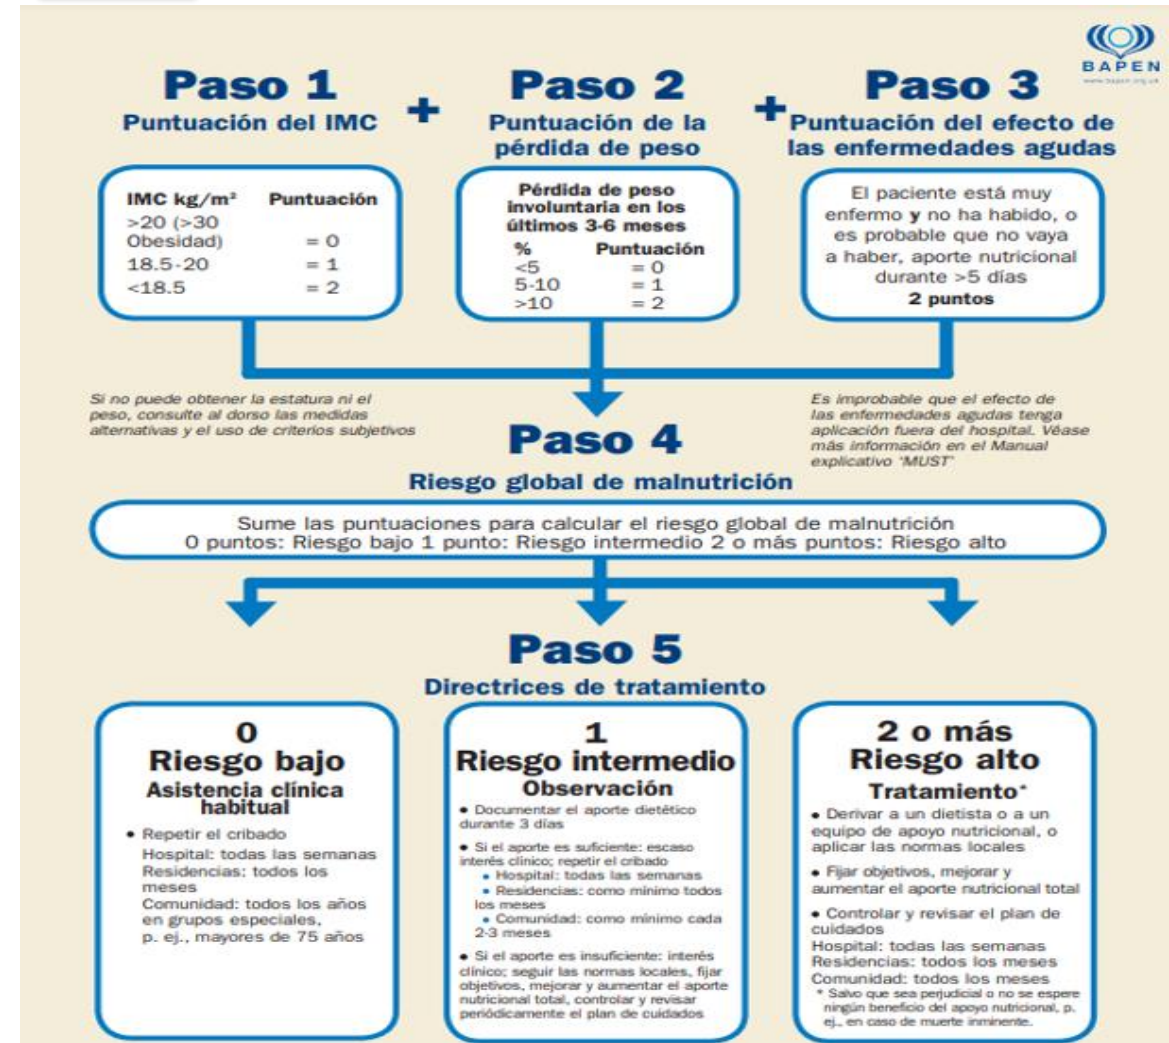 BAPEN
www.bapen.org.uk
Paso 1
Puntuación del IMC
+
Paso 2
Puntuación de la
pérdida de peso
+
Paso 3
Puntuación del efecto de
las enfermedades agudas
IMC kg/m² Puntuación
>20 (>30
Obesidad) = 0
18.5-20 = 1
<18.5 = 2
Pérdida de peso
involuntaria en los
últimos 3-6 meses
% Puntuación
<5 = 0
5-10 = 1
>10 = 2
El paciente está muy
enfermo y no ha habido, o
es probable que no vaya
a haber, aporte nutricional
durante >5 días
2 puntos
Si no puede obtener la estatura ni el
peso, consulte al dorso las medidas
alternativas y el uso de criterios subjetivos
Es improbable que el efecto de
las enfermedades agudas tenga
aplicación fuera del hospital. Véase
más información en el Manual
explicativo 'MUST'
Paso 4
Riesgo global de malnutrición
Sume las puntuaciones para calcular el riesgo global de malnutrición
0 puntos: Riesgo bajo 1 punto: Riesgo intermedio 2 o más puntos: Riesgo alto
Paso 5
Directrices de tratamiento
0
Riesgo bajo
Asistencia clínica
habitual
• Repetir el cribado
Hospital: todas las semanas
Residencias: todos los
meses
Comunidad: todos los años
en grupos especiales,
p. ej., mayores de 75 años
1
Riesgo intermedio
Observación
• Documentar el aporte dietético
durante 3 días
• Si el aporte es suficiente: escaso
interés clínico; repetir el cribado
• Hospital: todas las semanas
• Residencias: como mínimo todos
los meses
• Comunidad: como mínimo cada
2-3 meses
• Si el aporte es insuficiente: interés
clínico; seguir las normas locales, fijar
objetivos, mejorar y aumentar el aporte
nutricional total, controlar y revisar
periódicamente el plan de cuidados
2 o más
Riesgo alto
Tratamiento*
• Derivar a un dietista o a un
equipo de apoyo nutricional, o
aplicar las normas locales
• Fijar objetivos, mejorar y
aumentar el aporte nutricional total
• Controlar y revisar el plan de
cuidados
Hospital: todas las semanas
Residencias: todos los meses
Comunidad: todos los meses
* Salvo que sea perjudicial o no se espere
ningún beneficio del apoyo nutricional, p.
ej., en caso de muerte inminente.